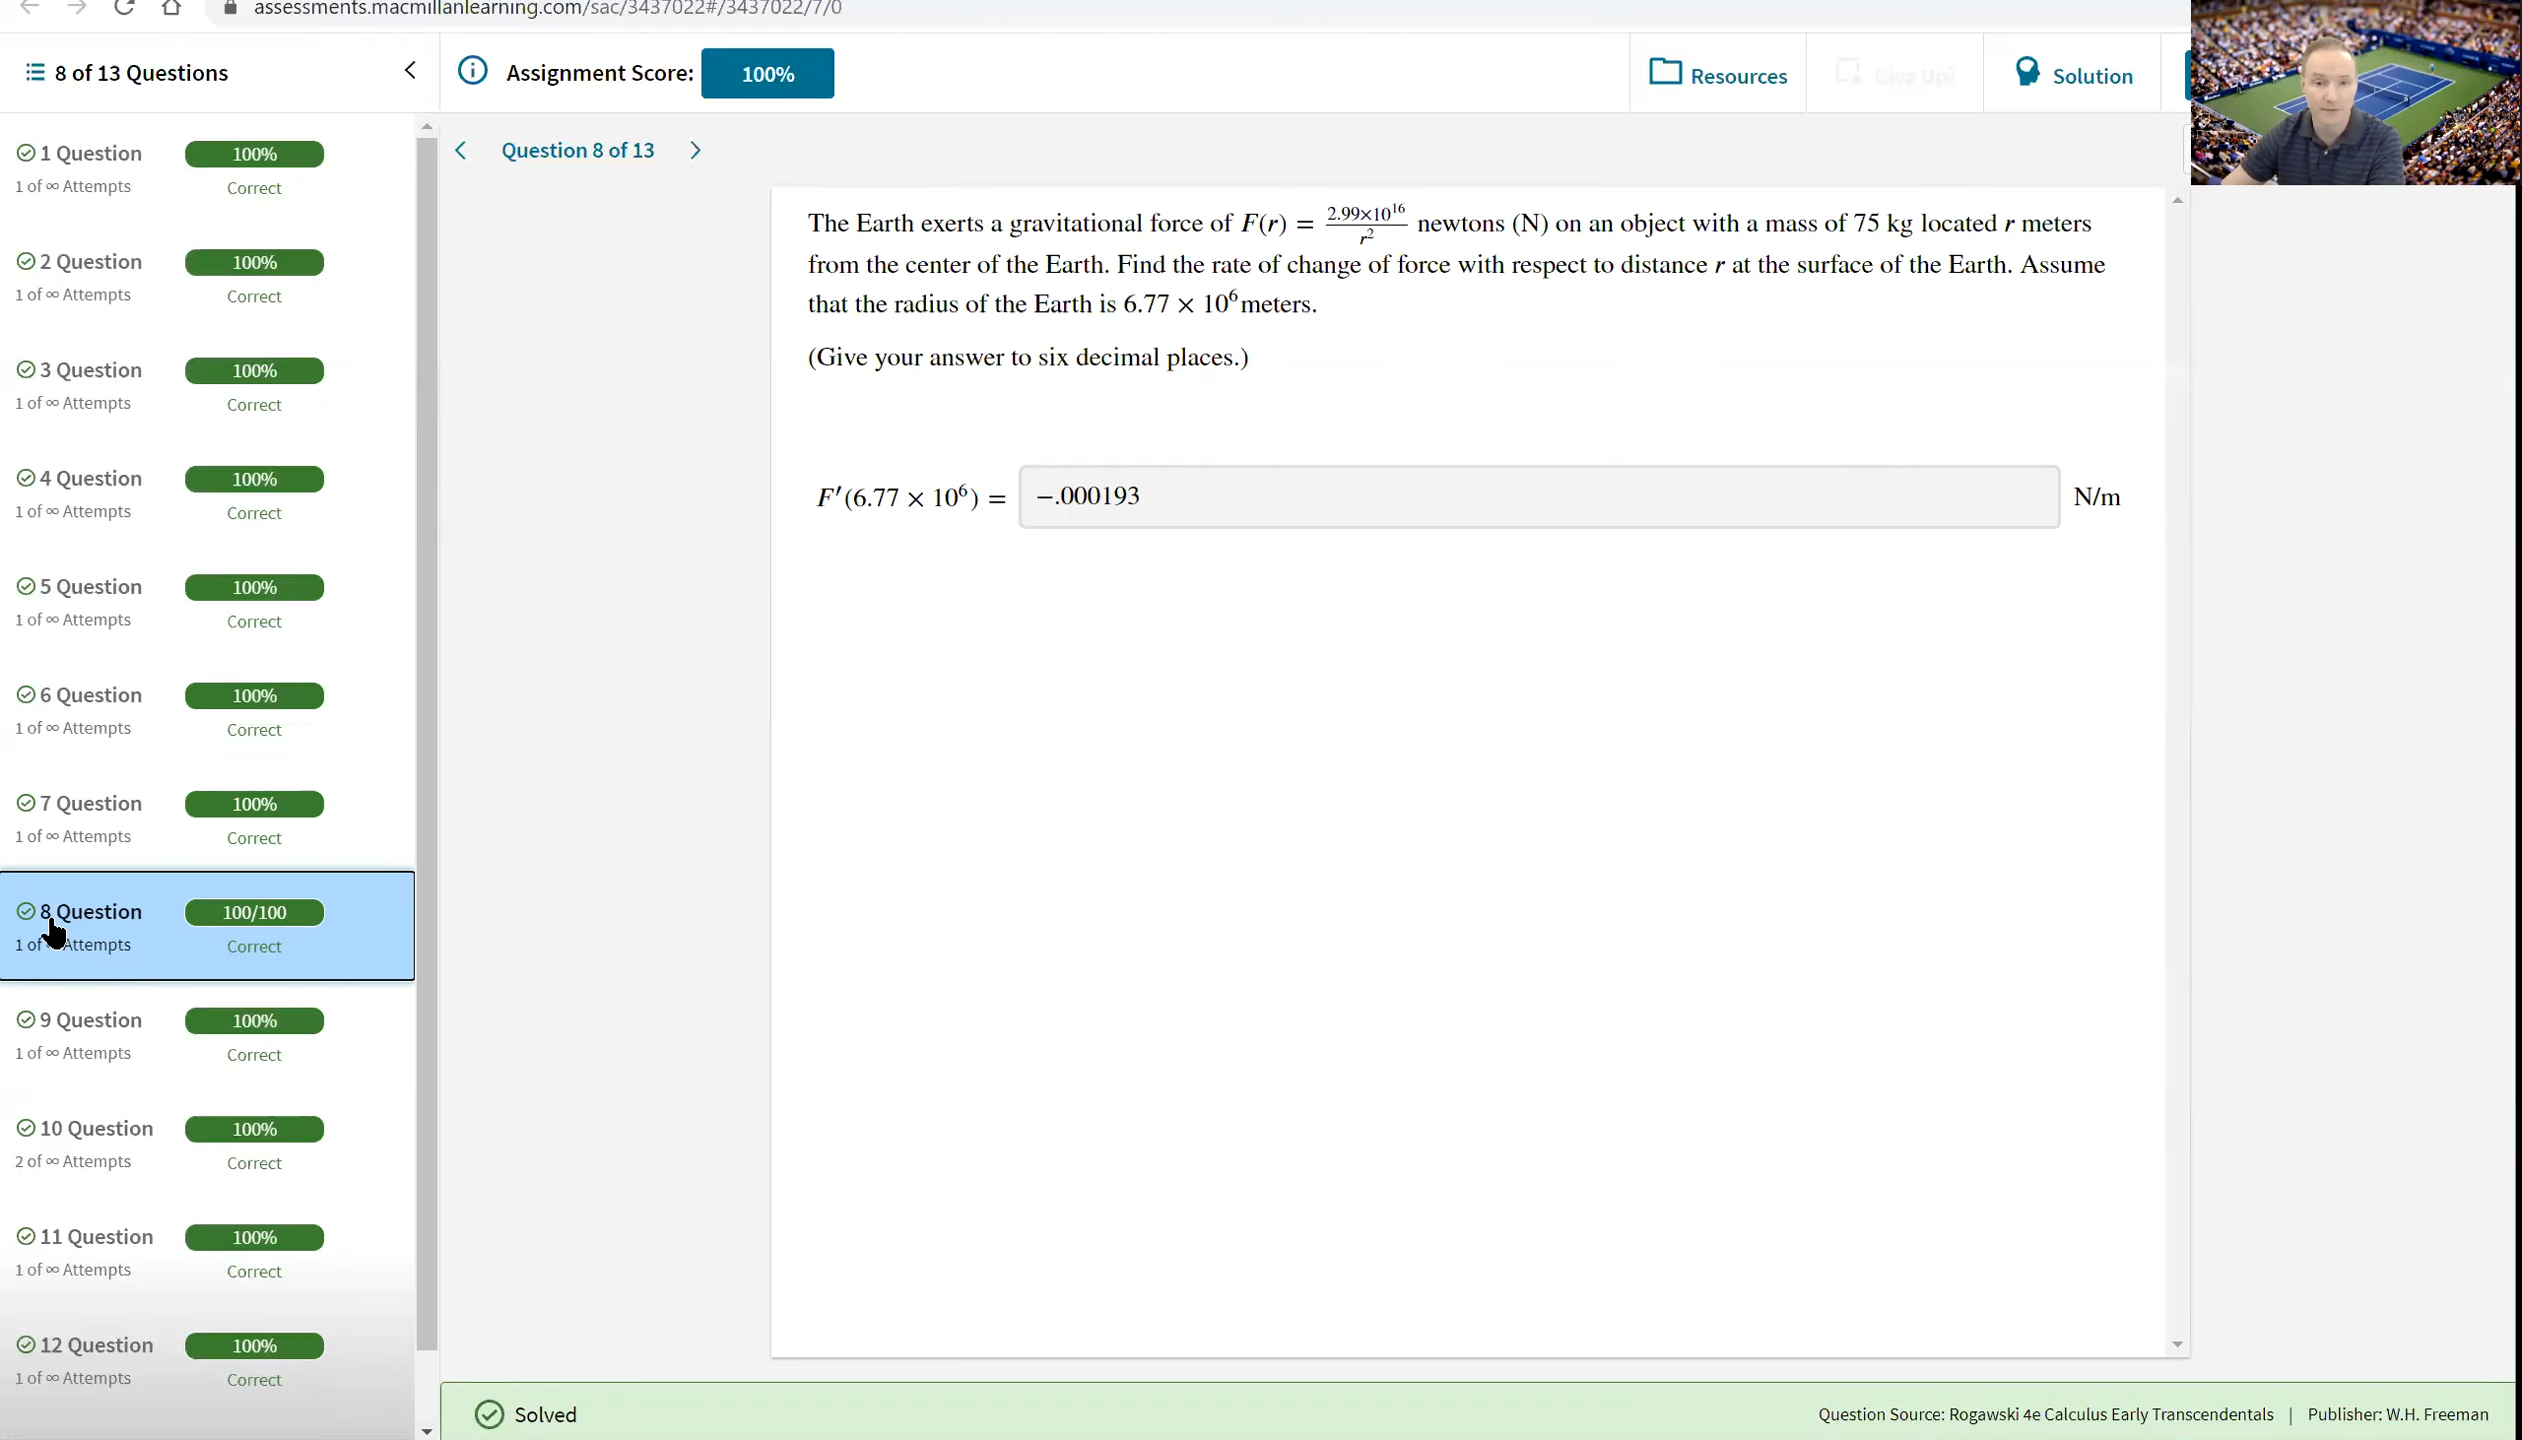 assessments.macmillanlearning.com/sac/3437022#/3437022/7/0
8 of 13 Questions
Assignment Score: 100%
Resources
Give Up?
Solution
1 Question 100%
1 of ∞ Attempts Correct
2 Question 100%
1 of ∞ Attempts Correct
3 Question 100%
1 of ∞ Attempts Correct
4 Question 100%
1 of ∞ Attempts Correct
5 Question 100%
1 of ∞ Attempts Correct
6 Question 100%
1 of ∞ Attempts Correct
7 Question 100%
1 of ∞ Attempts Correct
8 Question 100/100
1 of Attempts Correct
9 Question 100%
1 of ∞ Attempts Correct
10 Question 100%
2 of ∞ Attempts Correct
11 Question 100%
1 of ∞ Attempts Correct
12 Question 100%
1 of ∞ Attempts Correct
Question 8 of 13
The Earth exerts a gravitational force of F(r) = 2.99×10¹⁶/r² newtons (N) on an object with a mass of 75 kg located r meters
from the center of the Earth. Find the rate of change of force with respect to distance r at the surface of the Earth. Assume
that the radius of the Earth is 6.77 × 10⁶ meters.
(Give your answer to six decimal places.)
F′(6.77 × 10⁶) = −.000193 N/m
Solved
Question Source: Rogawski 4e Calculus Early Transcendentals | Publisher: W.H. Freeman